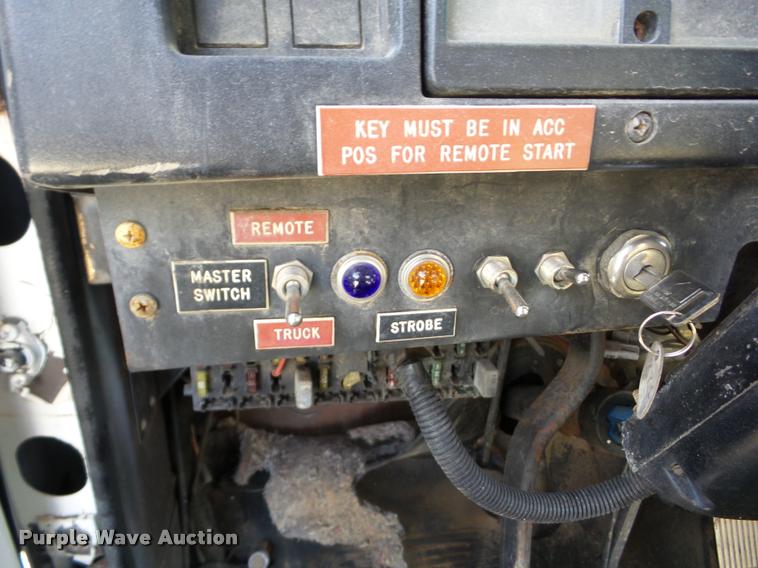 KEY MUST BE IN ACC
POS FOR REMOTE START
REMOTE
MASTER
SWITCH
TRUCK
STROBE
Purple Wave Auction